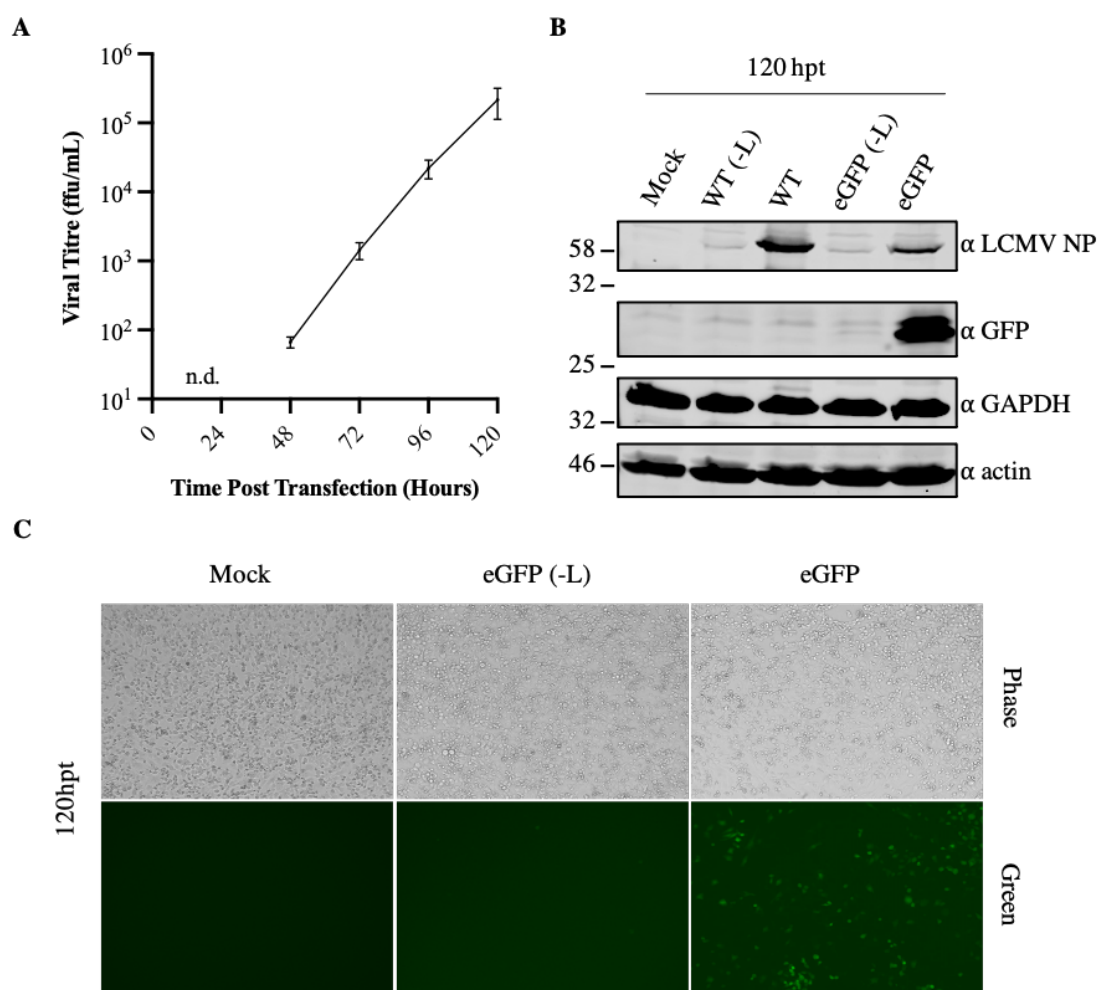 A
10⁶
10⁵
10⁴
10³
10²
10¹
Viral Titre (ffu/mL)
n.d.
0
24
48
72
96
120
Time Post Transfection (Hours)
B
120 hpt
Mock
WT (-L)
WT
eGFP (-L)
eGFP
58
α LCMV NP
32
α GFP
25
α GAPDH
32
46
α actin
C
Mock
eGFP (-L)
eGFP
Phase
120hpt
Green